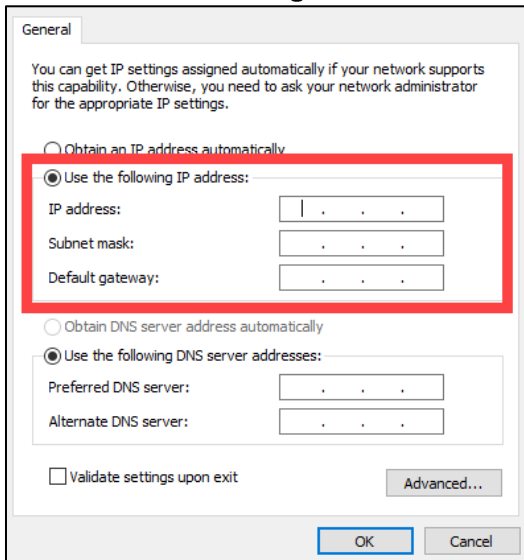 General
You can get IP settings assigned automatically if your network supports
this capability. Otherwise, you need to ask your network administrator
for the appropriate IP settings.
Obtain an IP address automatically
Use the following IP address:
IP address:
Subnet mask:
Default gateway:
Obtain DNS server address automatically
Use the following DNS server addresses:
Preferred DNS server:
Alternate DNS server:
Validate settings upon exit
Advanced...
OK Cancel